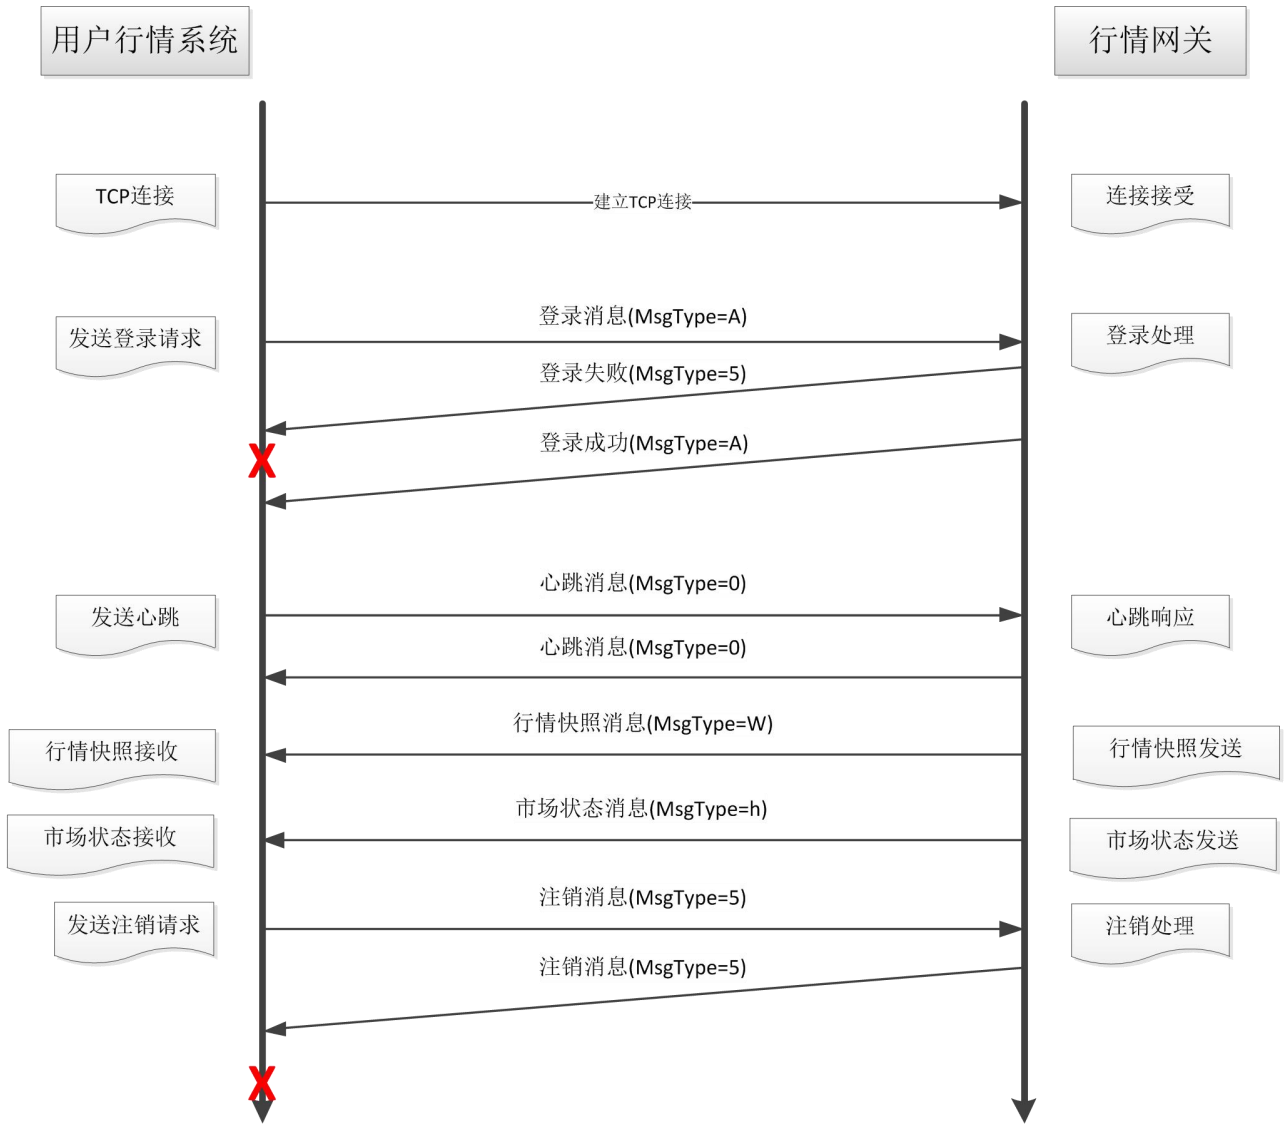 用户行情系统
行情网关
TCP连接
建立TCP连接
连接接受
登录消息(MsgType=A)
发送登录请求
登录处理
登录失败(MsgType=5)
X
登录成功(MsgType=A)
心跳消息(MsgType=0)
发送心跳
心跳响应
心跳消息(MsgType=0)
行情快照消息(MsgType=W)
行情快照接收
行情快照发送
市场状态消息(MsgType=h)
市场状态接收
市场状态发送
注销消息(MsgType=5)
发送注销请求
注销处理
注销消息(MsgType=5)
X